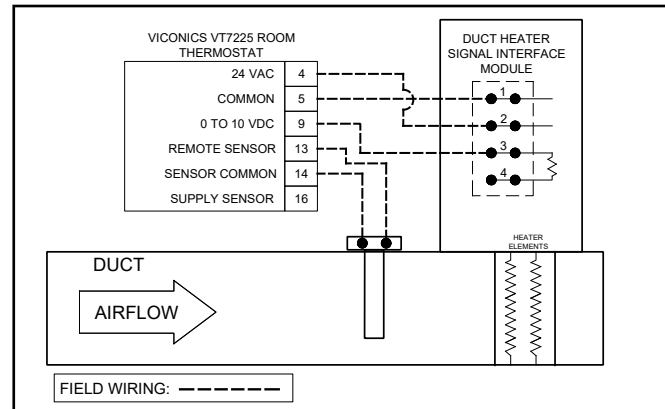 VICONICS VT7225 ROOM
THERMOSTAT
24 VAC 4
COMMON 5
0 TO 10 VDC 9
REMOTE SENSOR 13
SENSOR COMMON 14
SUPPLY SENSOR 16
DUCT HEATER
SIGNAL INTERFACE
MODULE
1
2
3
4
HEATER
ELEMENTS
DUCT
AIRFLOW
FIELD WIRING: